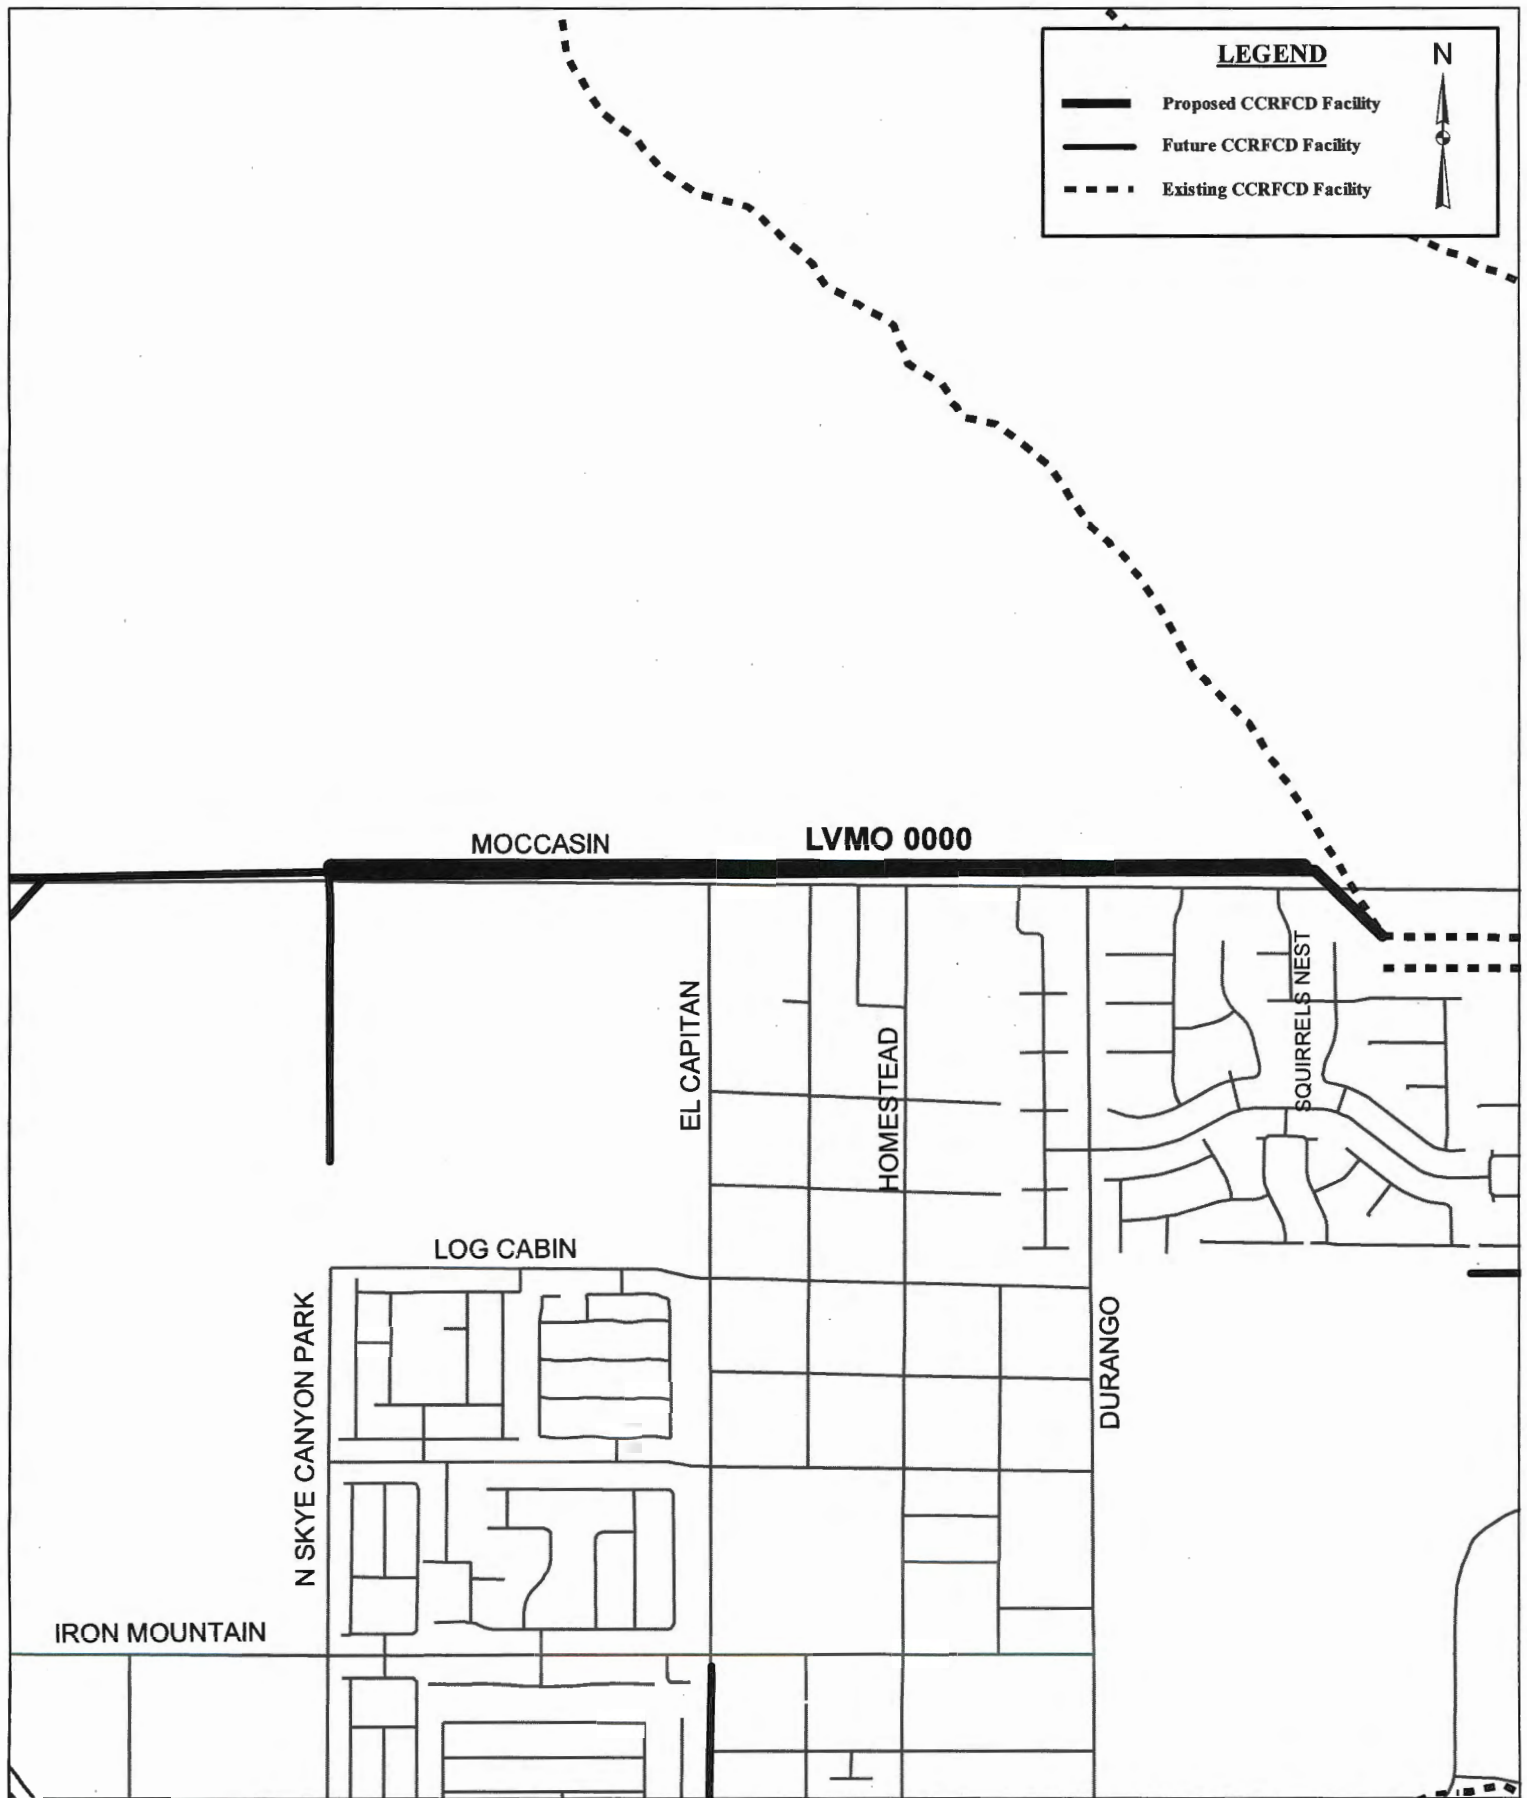 LEGEND
N
Proposed CCRFCD Facility
Future CCRFCD Facility
Existing CCRFCD Facility
MOCCASIN
LVMO 0000
EL CAPITAN
HOMESTEAD
SQUIRRELS NEST
LOG CABIN
N SKYE CANYON PARK
DURANGO
IRON MOUNTAIN